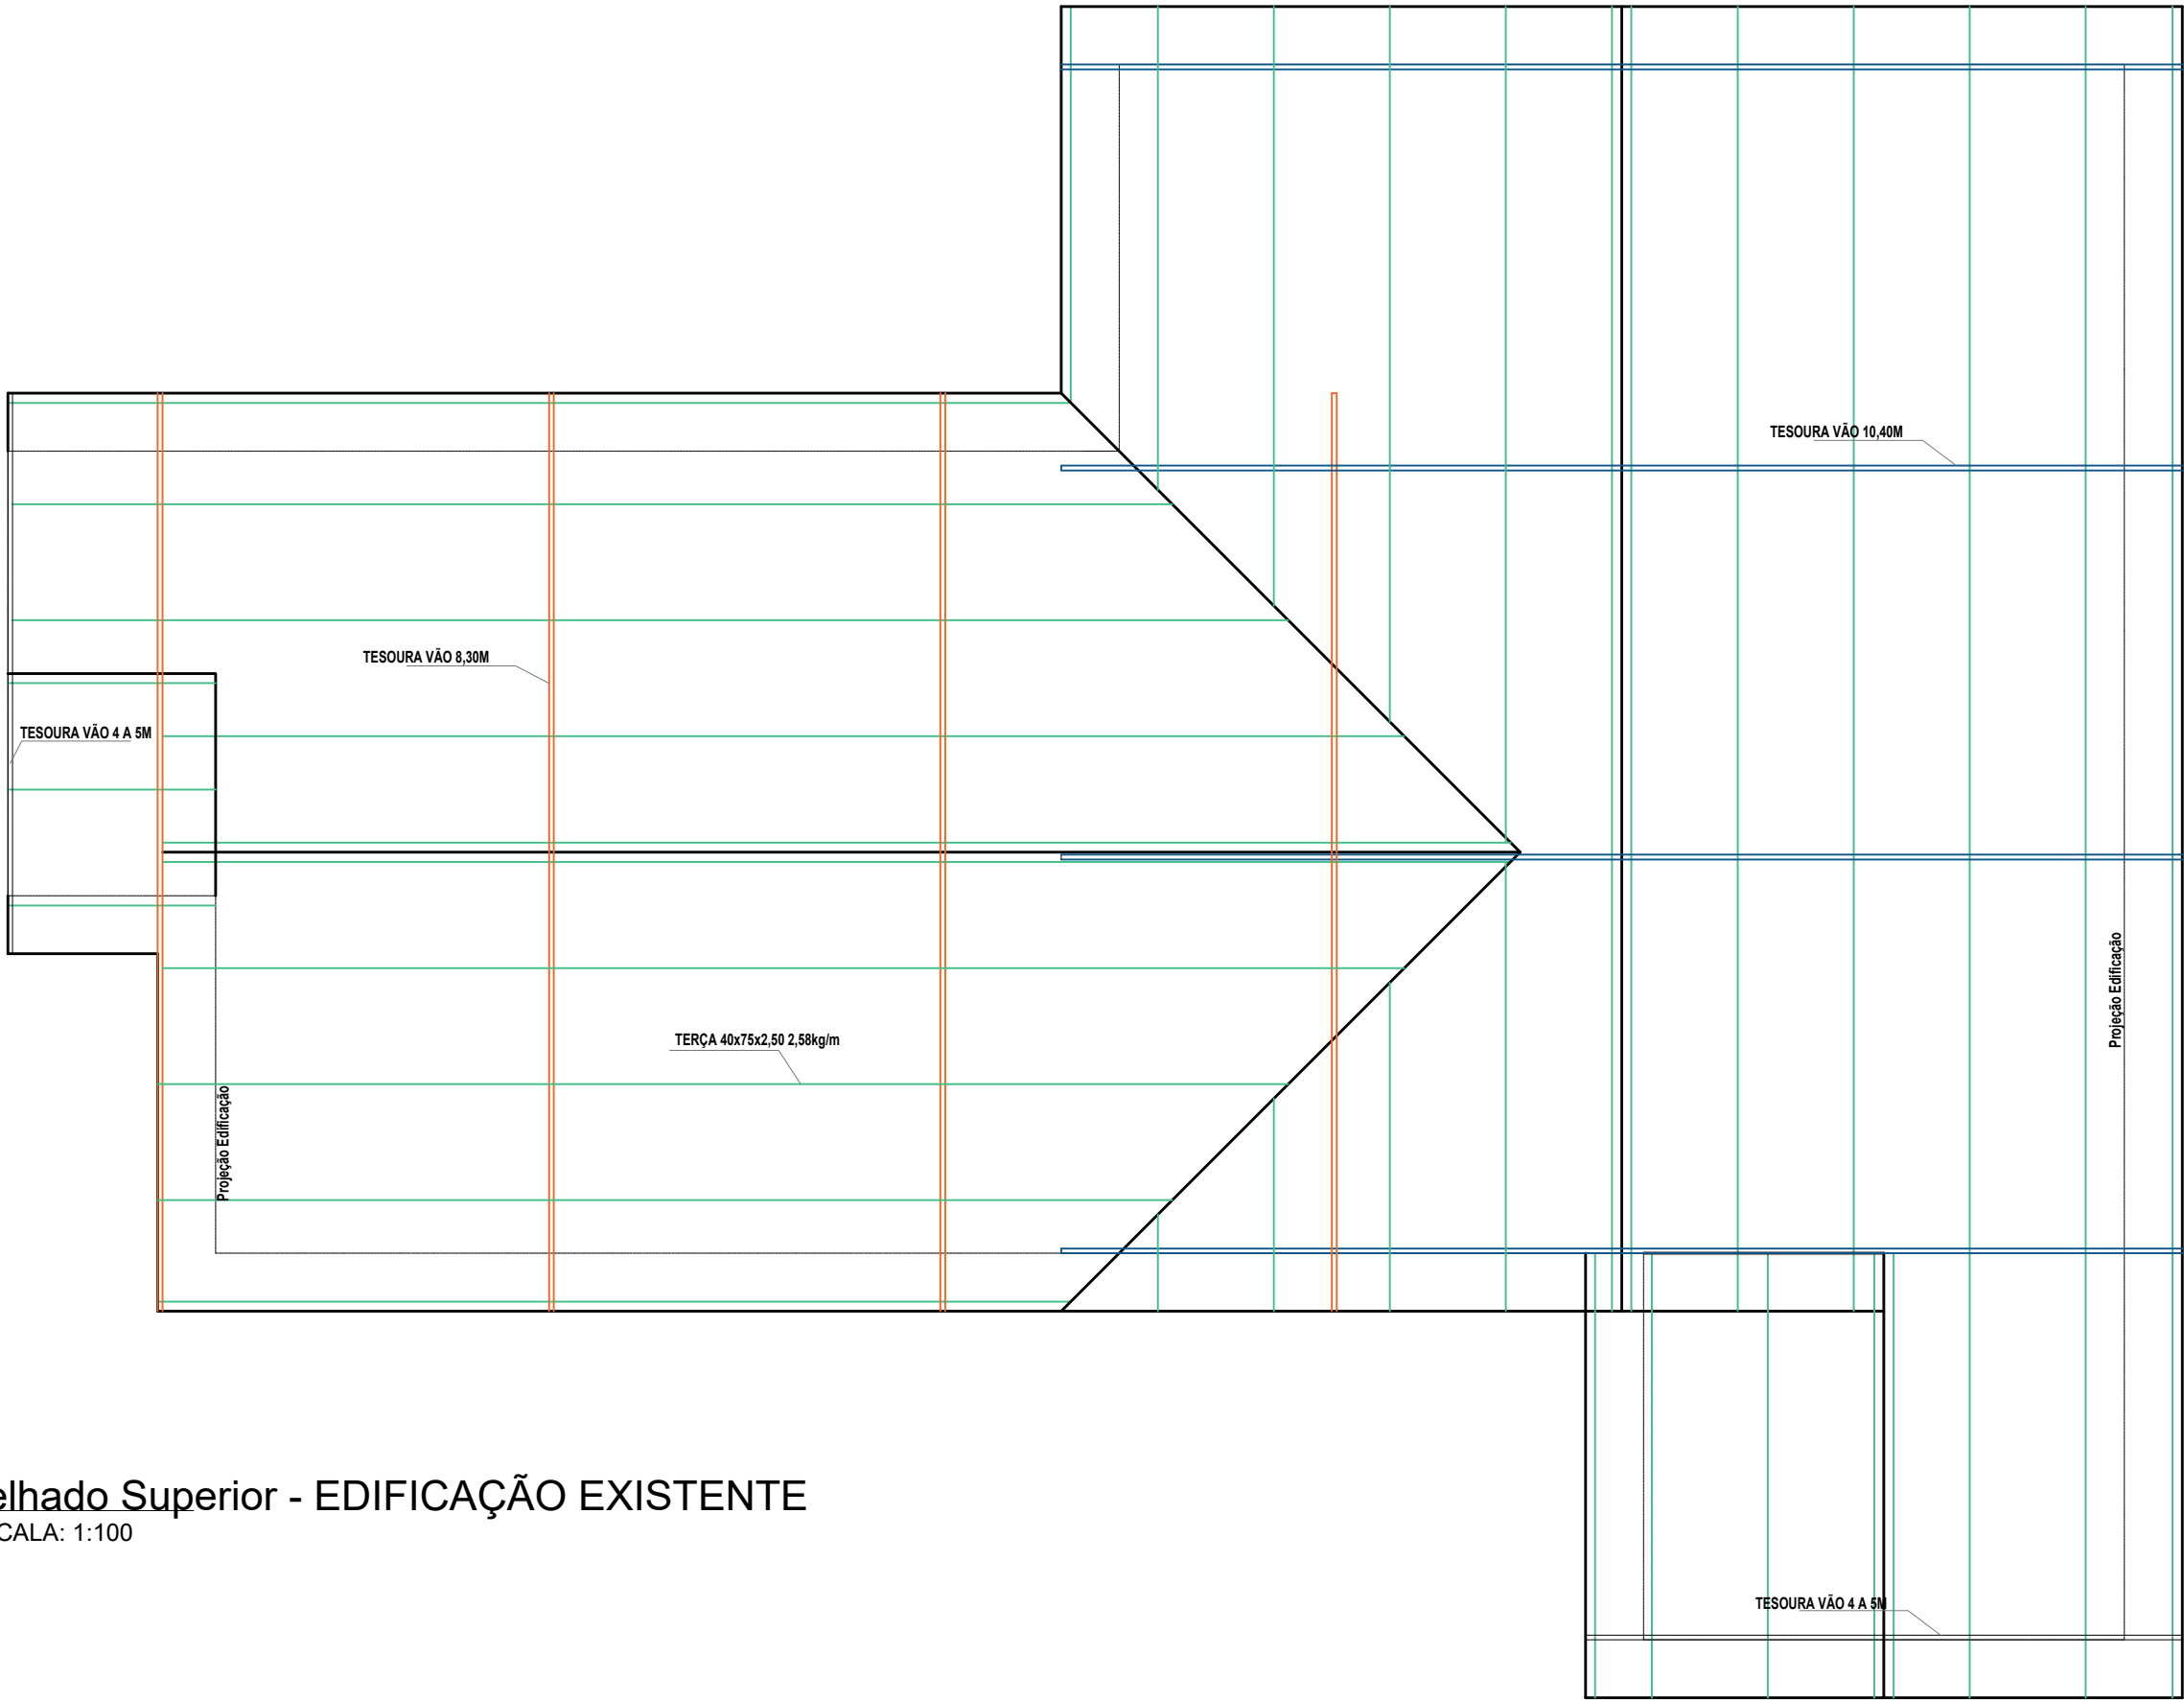 TESOURA VÃO 10,40M
TESOURA VÃO 8,30M
TESOURA VÃO 4 A 5M
Projeção Edificação
TERÇA 40x75x2,50 2,58kg/m
Projeção Edificação
elhado Superior - EDIFICAÇÃO EXISTENTE
CALA: 1:100
TESOURA VÃO 4 A 5M